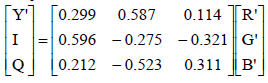 [Y'] [0.299 0.587 0.114] [R']
[I] = [0.596 − 0.275 − 0.321] [G']
[Q] [0.212 − 0.523 0.311] [B']